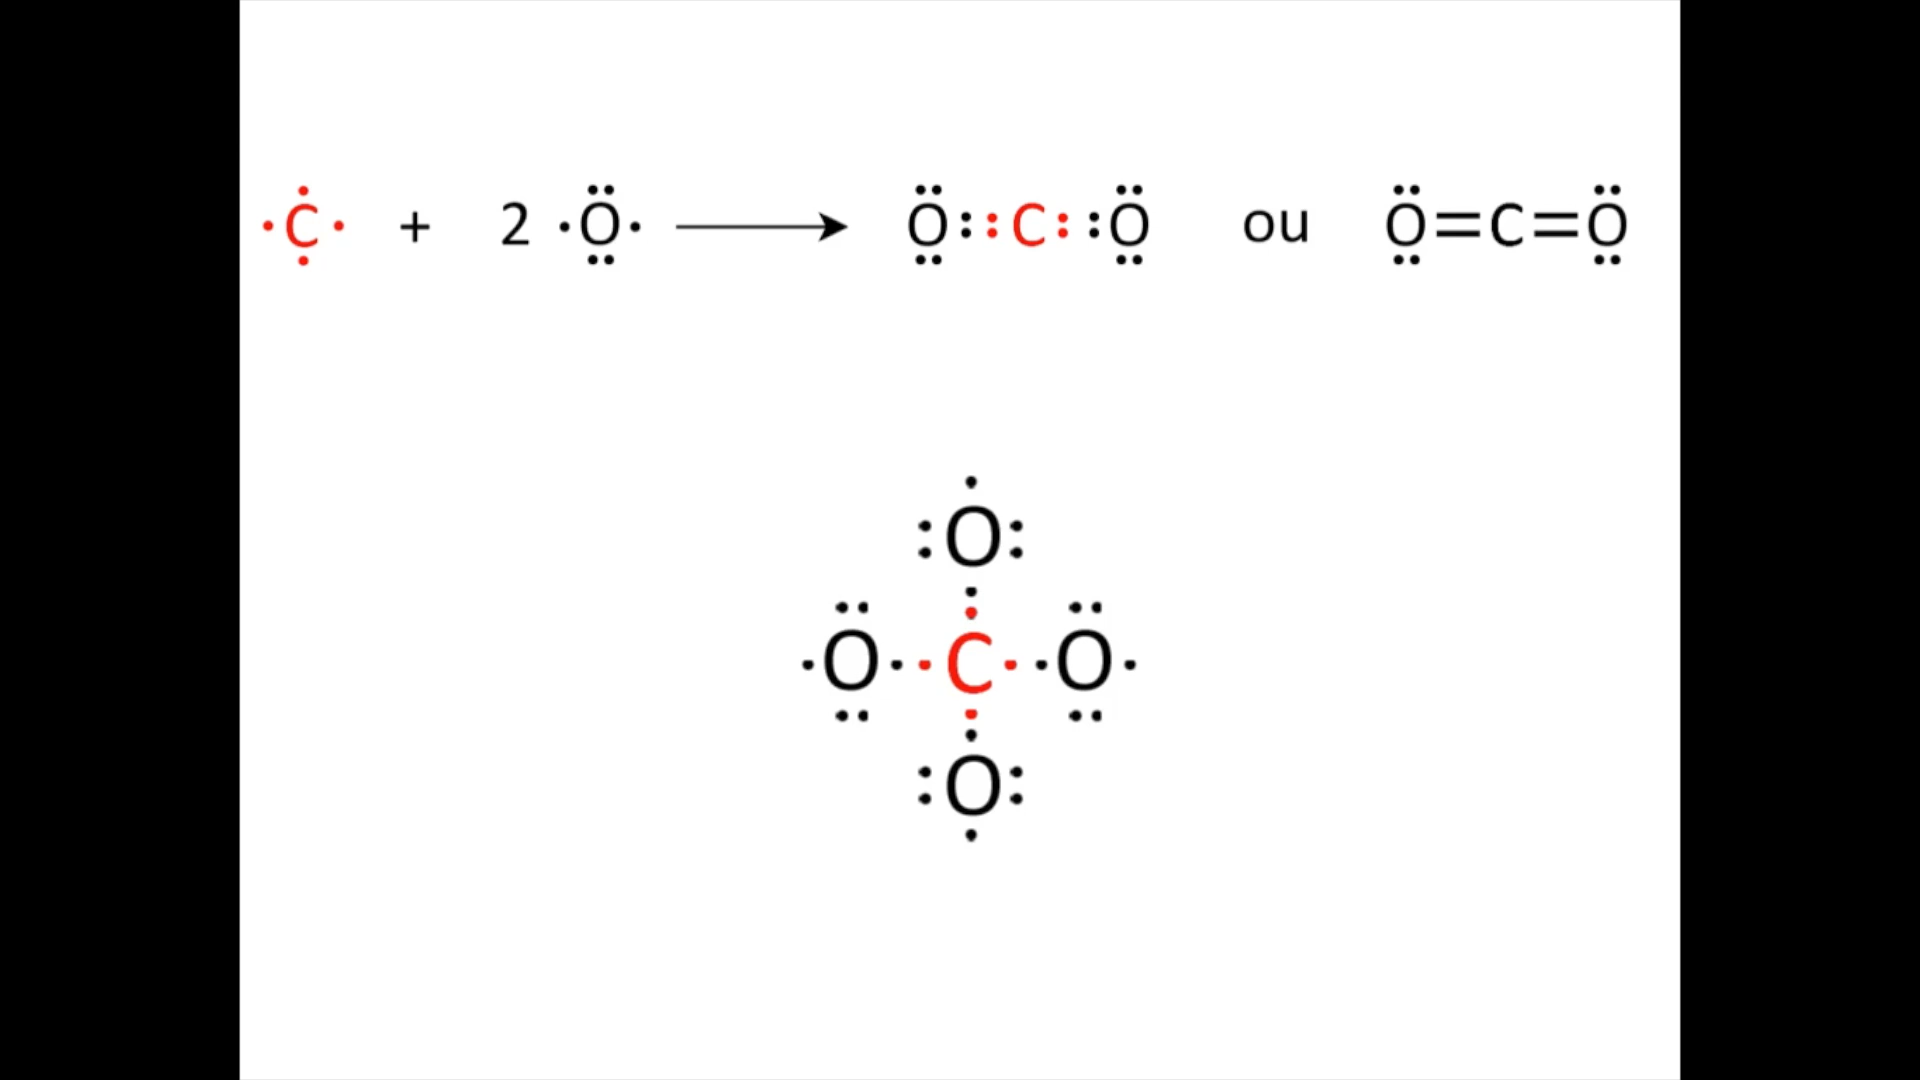 ·Ċ· + 2 ·Ö· ⟶ Ö::C::Ö ou Ö=C=Ö
:O:
·Ö·C·Ö·
:O: